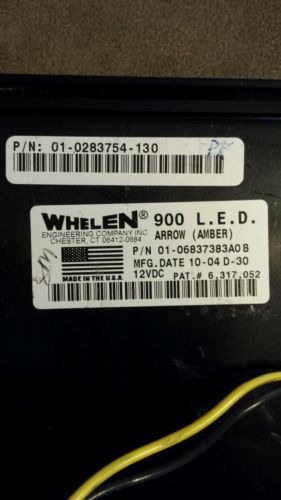 P/N: 01-0283754-130
WHELEN® 900 L.E.D.
ENGINEERING COMPANY INC. ARROW (AMBER)
CHESTER, CT 06412-0684
P/N 01-06837383A0B
MFG. DATE 10-04 D-30
MADE IN THE U.S.A. 12VDC PAT.# 6,317,052